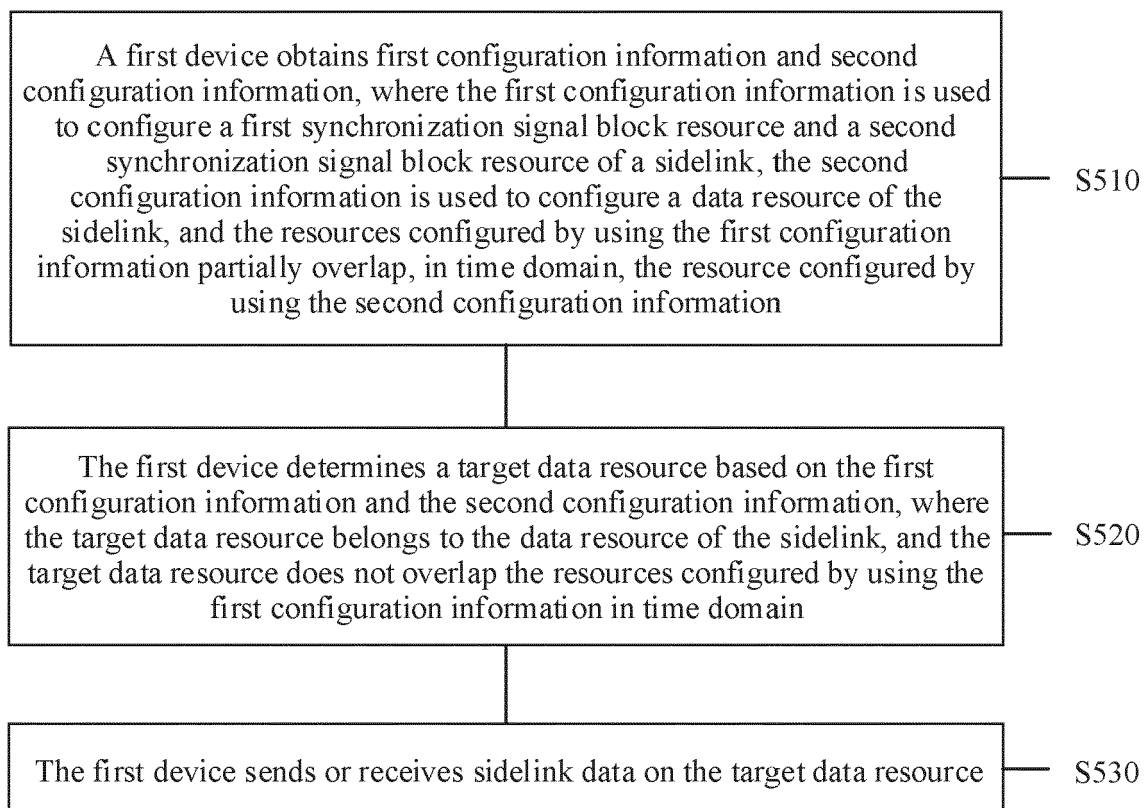 A first device obtains first configuration information and second
configuration information, where the first configuration information is used
to configure a first synchronization signal block resource and a second
synchronization signal block resource of a sidelink, the second
configuration information is used to configure a data resource of the
sidelink, and the resources configured by using the first configuration
information partially overlap, in time domain, the resource configured by
using the second configuration information
S510
The first device determines a target data resource based on the first
configuration information and the second configuration information, where
the target data resource belongs to the data resource of the sidelink, and the
target data resource does not overlap the resources configured by using the
first configuration information in time domain
S520
The first device sends or receives sidelink data on the target data resource
S530